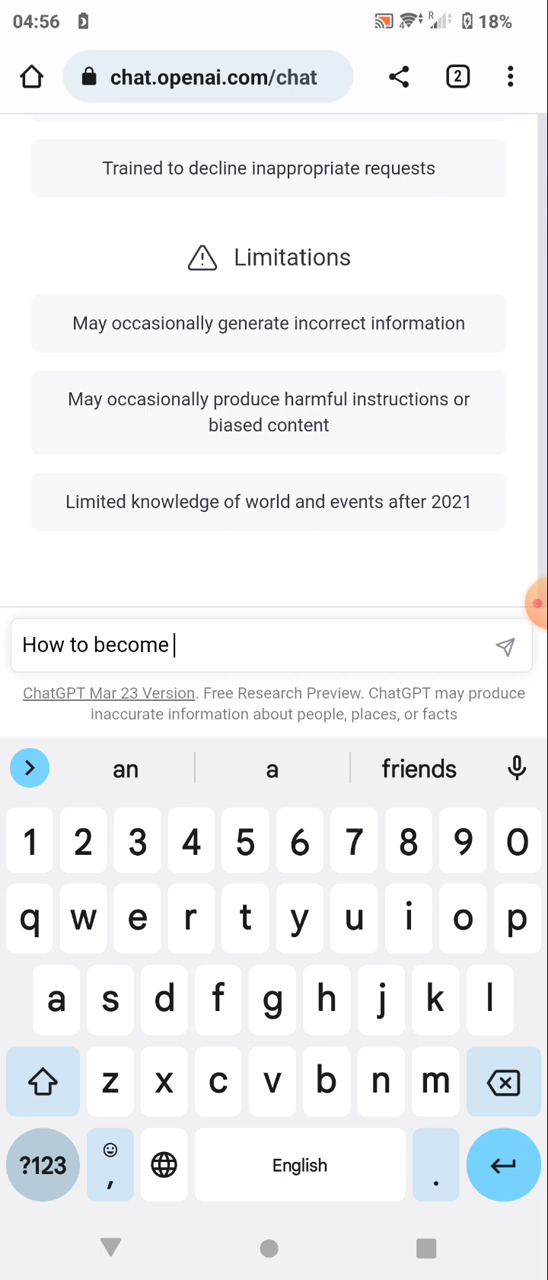 04:56 R 18%
chat.openai.com/chat 2
Trained to decline inappropriate requests
Limitations
May occasionally generate incorrect information
May occasionally produce harmful instructions or
biased content
Limited knowledge of world and events after 2021
How to become
ChatGPT Mar 23 Version. Free Research Preview. ChatGPT may produce
inaccurate information about people, places, or facts
an a friends
1 2 3 4 5 6 7 8 9 0
q w e r t y u i o p
a s d f g h j k l
z x c v b n m
?123 , English .